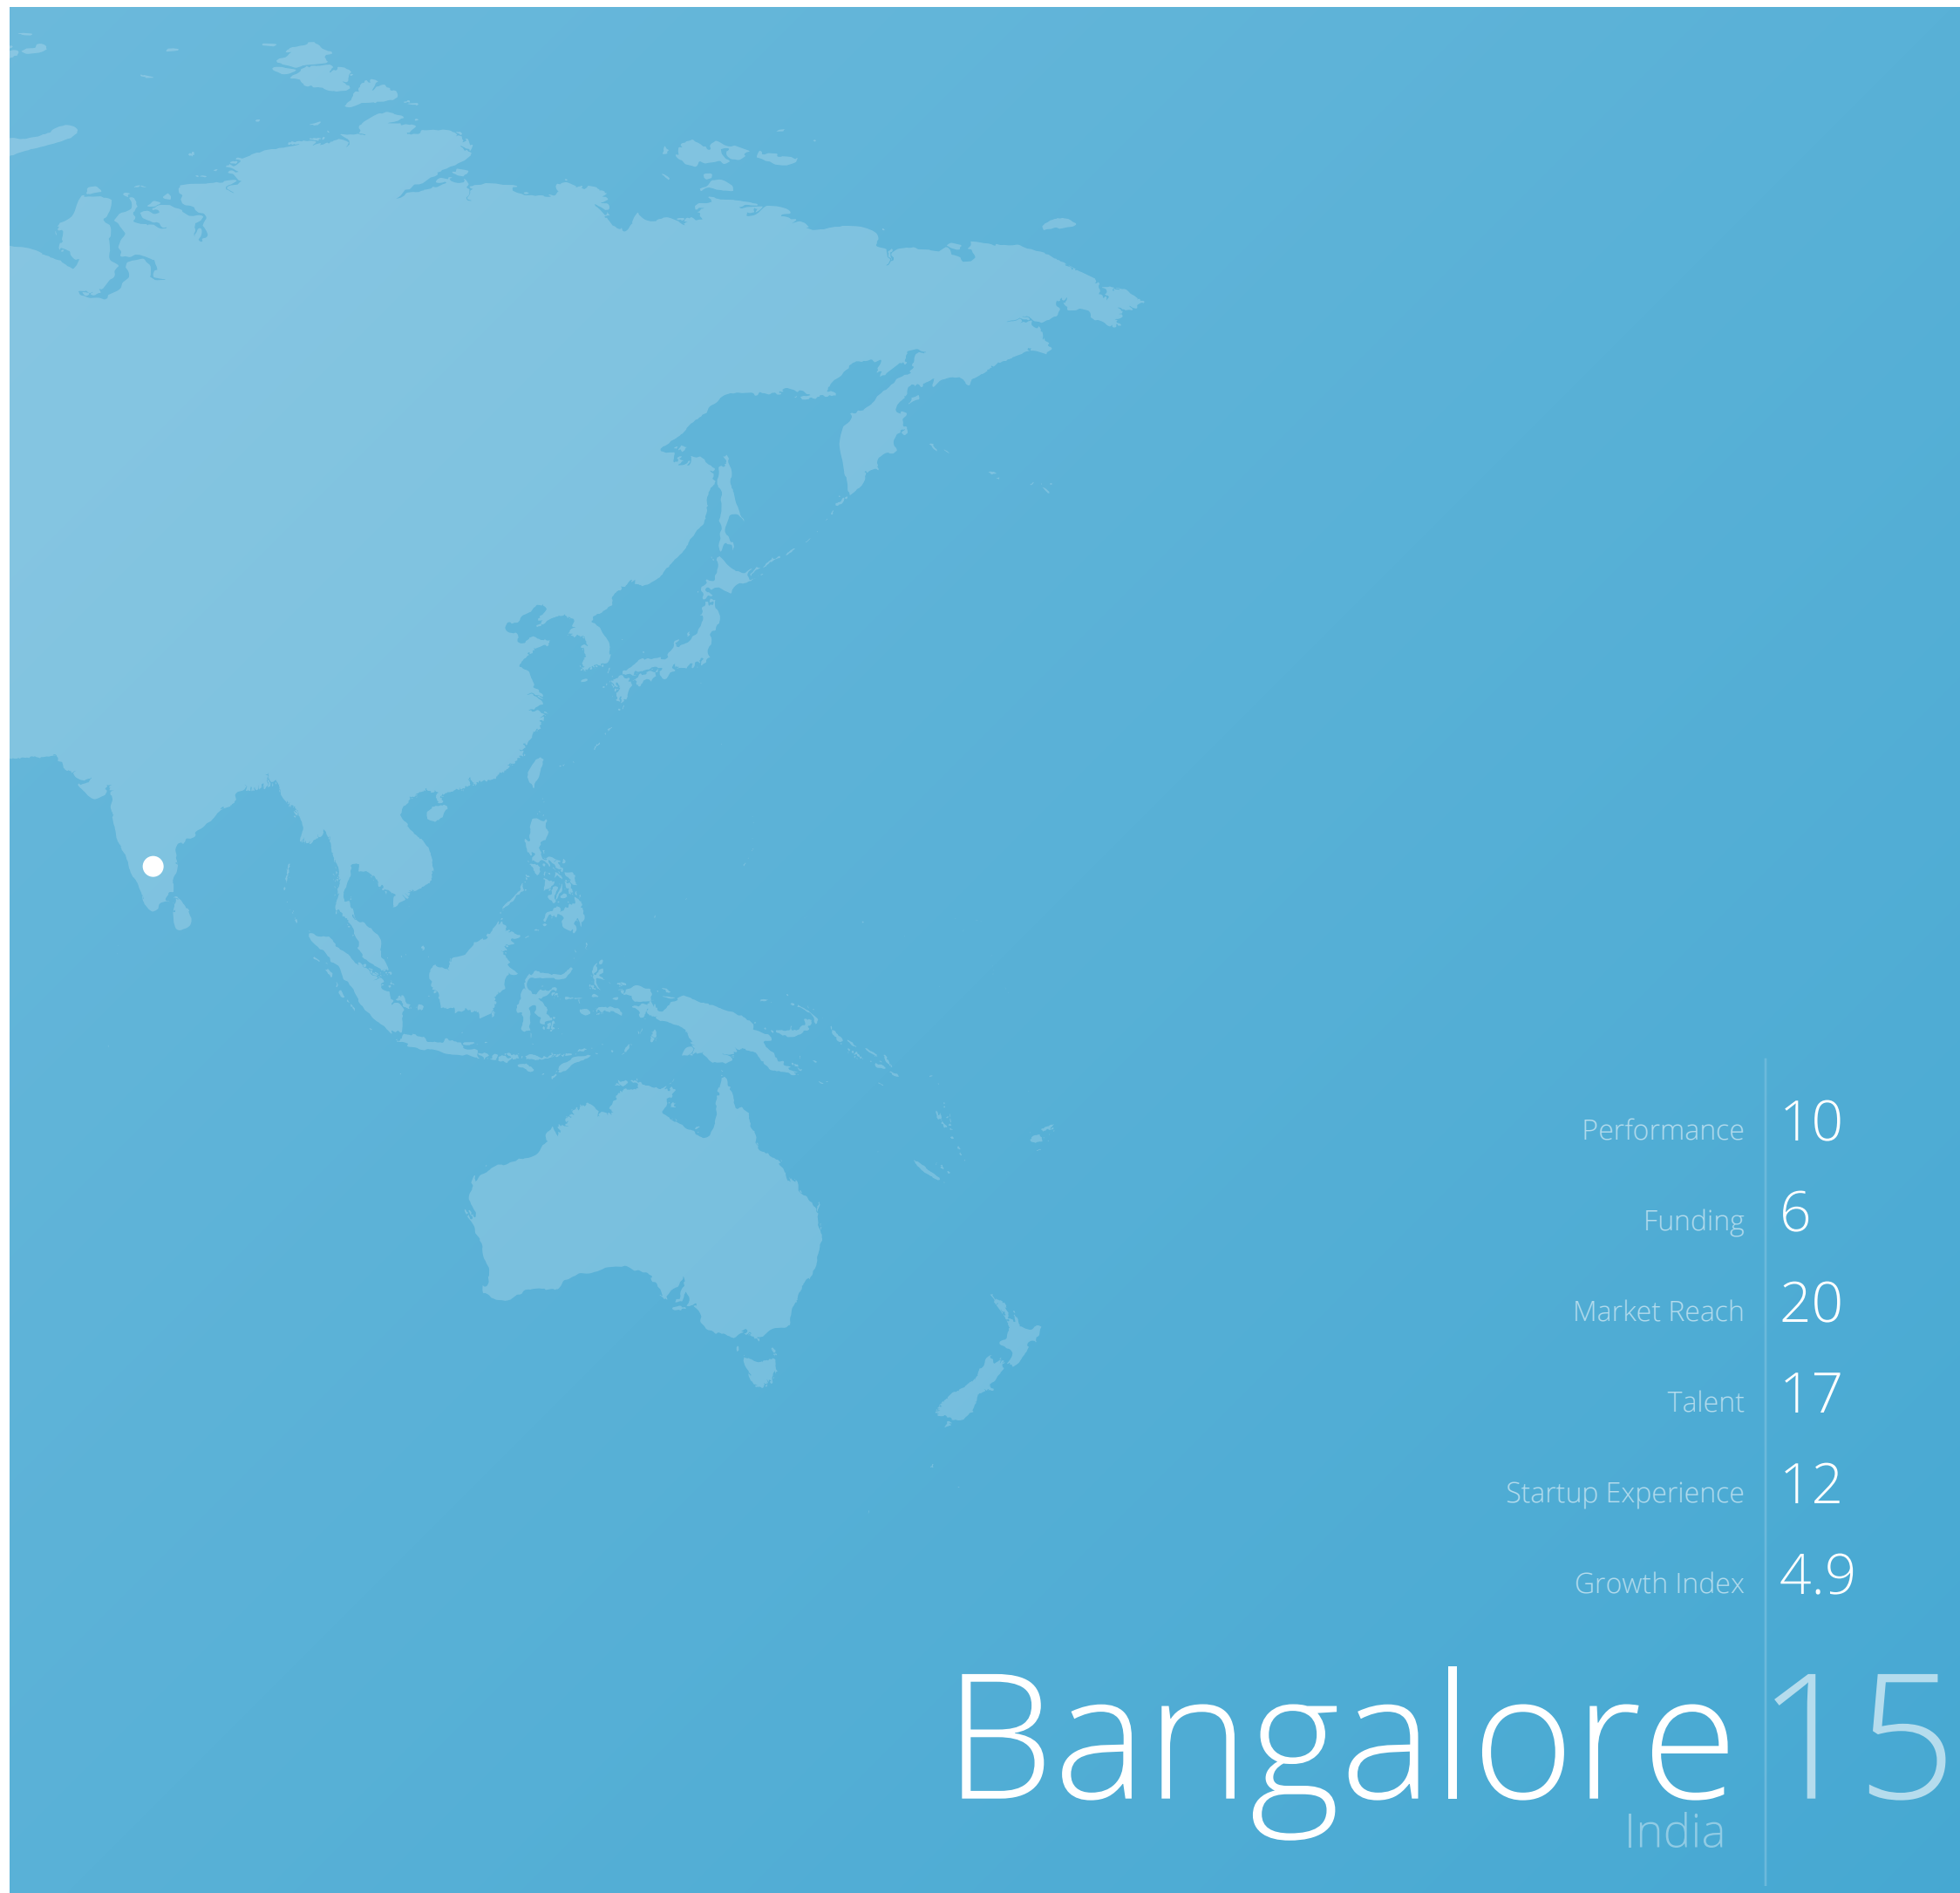 Performance 10
Funding 6
Market Reach 20
Talent 17
Startup Experience 12
Growth Index 4.9
Bangalore 15
India